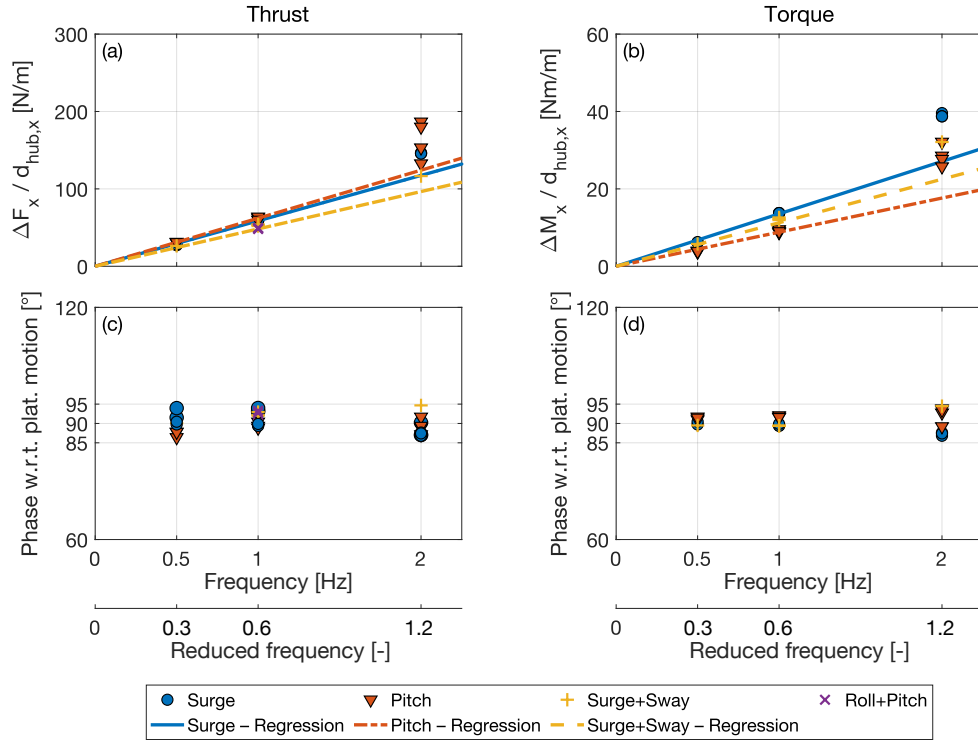 Thrust
Torque
(a)
ΔFₓ / d_hub,x [N/m]
300
200
100
0
(b)
ΔMₓ / d_hub,x [Nm/m]
60
40
20
0
(c)
Phase w.r.t. plat. motion [°]
120
95
90
85
60
0 0.5 1 2
Frequency [Hz]
0 0.3 0.6 1.2
Reduced frequency [-]
(d)
Phase w.r.t. plat. motion [°]
120
95
90
85
60
0 0.5 1 2
Frequency [Hz]
0 0.3 0.6 1.2
Reduced frequency [-]
Surge Pitch Surge+Sway Roll+Pitch
Surge – Regression Pitch – Regression Surge+Sway – Regression